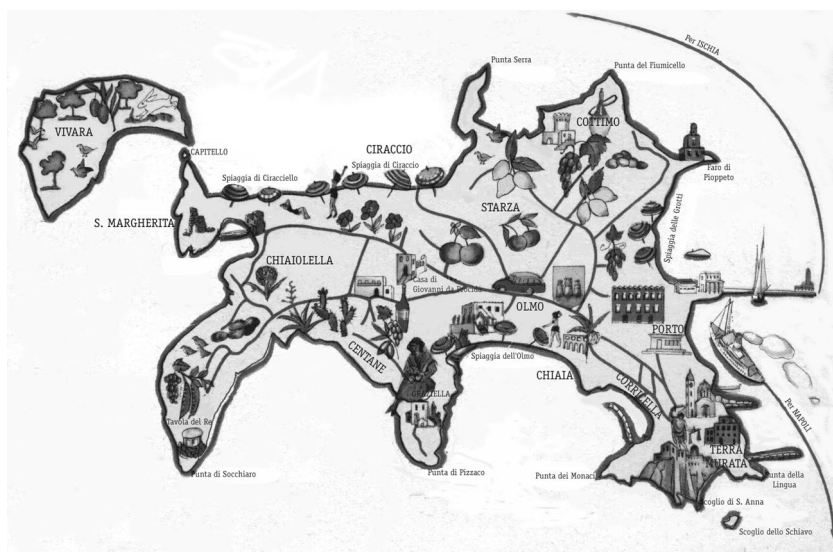 Per ISCHIA
Punta Serra
Punta del Fiumicello
COTTIMO
VIVARA
CAPITELLO
CIRACCIO
Spiaggia di Ciraccio
Spiaggia di Ciracciello
Faro di
Pioppeto
S. MARGHERITA
STARZA
Spiaggia delle Grotti
CHIAIOLELLA
Casa di
Giovanni da Procida
OLMO
PORTO
CENTANE
Spiaggia dell'Olmo
CHIAIA
CORRICELLA
GRAZIELLA
Per NAPOLI
Tavola del Re
TERRA
MURATA
Punta di Socchiaro
Punta di Pizzaco
Punta dei Monaci
Punta della
Lingua
Scoglio di S. Anna
Scoglio dello Schiavo